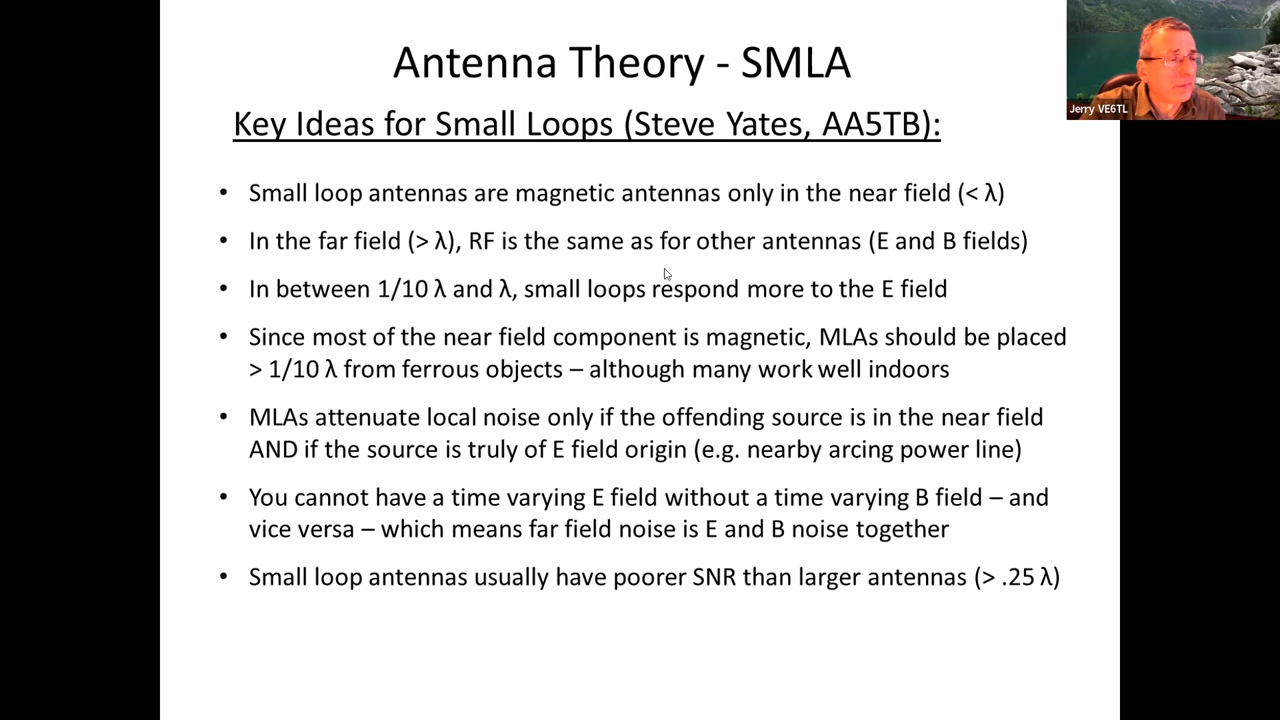 Antenna Theory - SMLA
Jerry VE6TL
Key Ideas for Small Loops (Steve Yates, AA5TB):
• Small loop antennas are magnetic antennas only in the near field (< λ)
• In the far field (> λ), RF is the same as for other antennas (E and B fields)
• In between 1/10 λ and λ, small loops respond more to the E field
• Since most of the near field component is magnetic, MLAs should be placed
> 1/10 λ from ferrous objects – although many work well indoors
• MLAs attenuate local noise only if the offending source is in the near field
AND if the source is truly of E field origin (e.g. nearby arcing power line)
• You cannot have a time varying E field without a time varying B field – and
vice versa – which means far field noise is E and B noise together
• Small loop antennas usually have poorer SNR than larger antennas (> .25 λ)